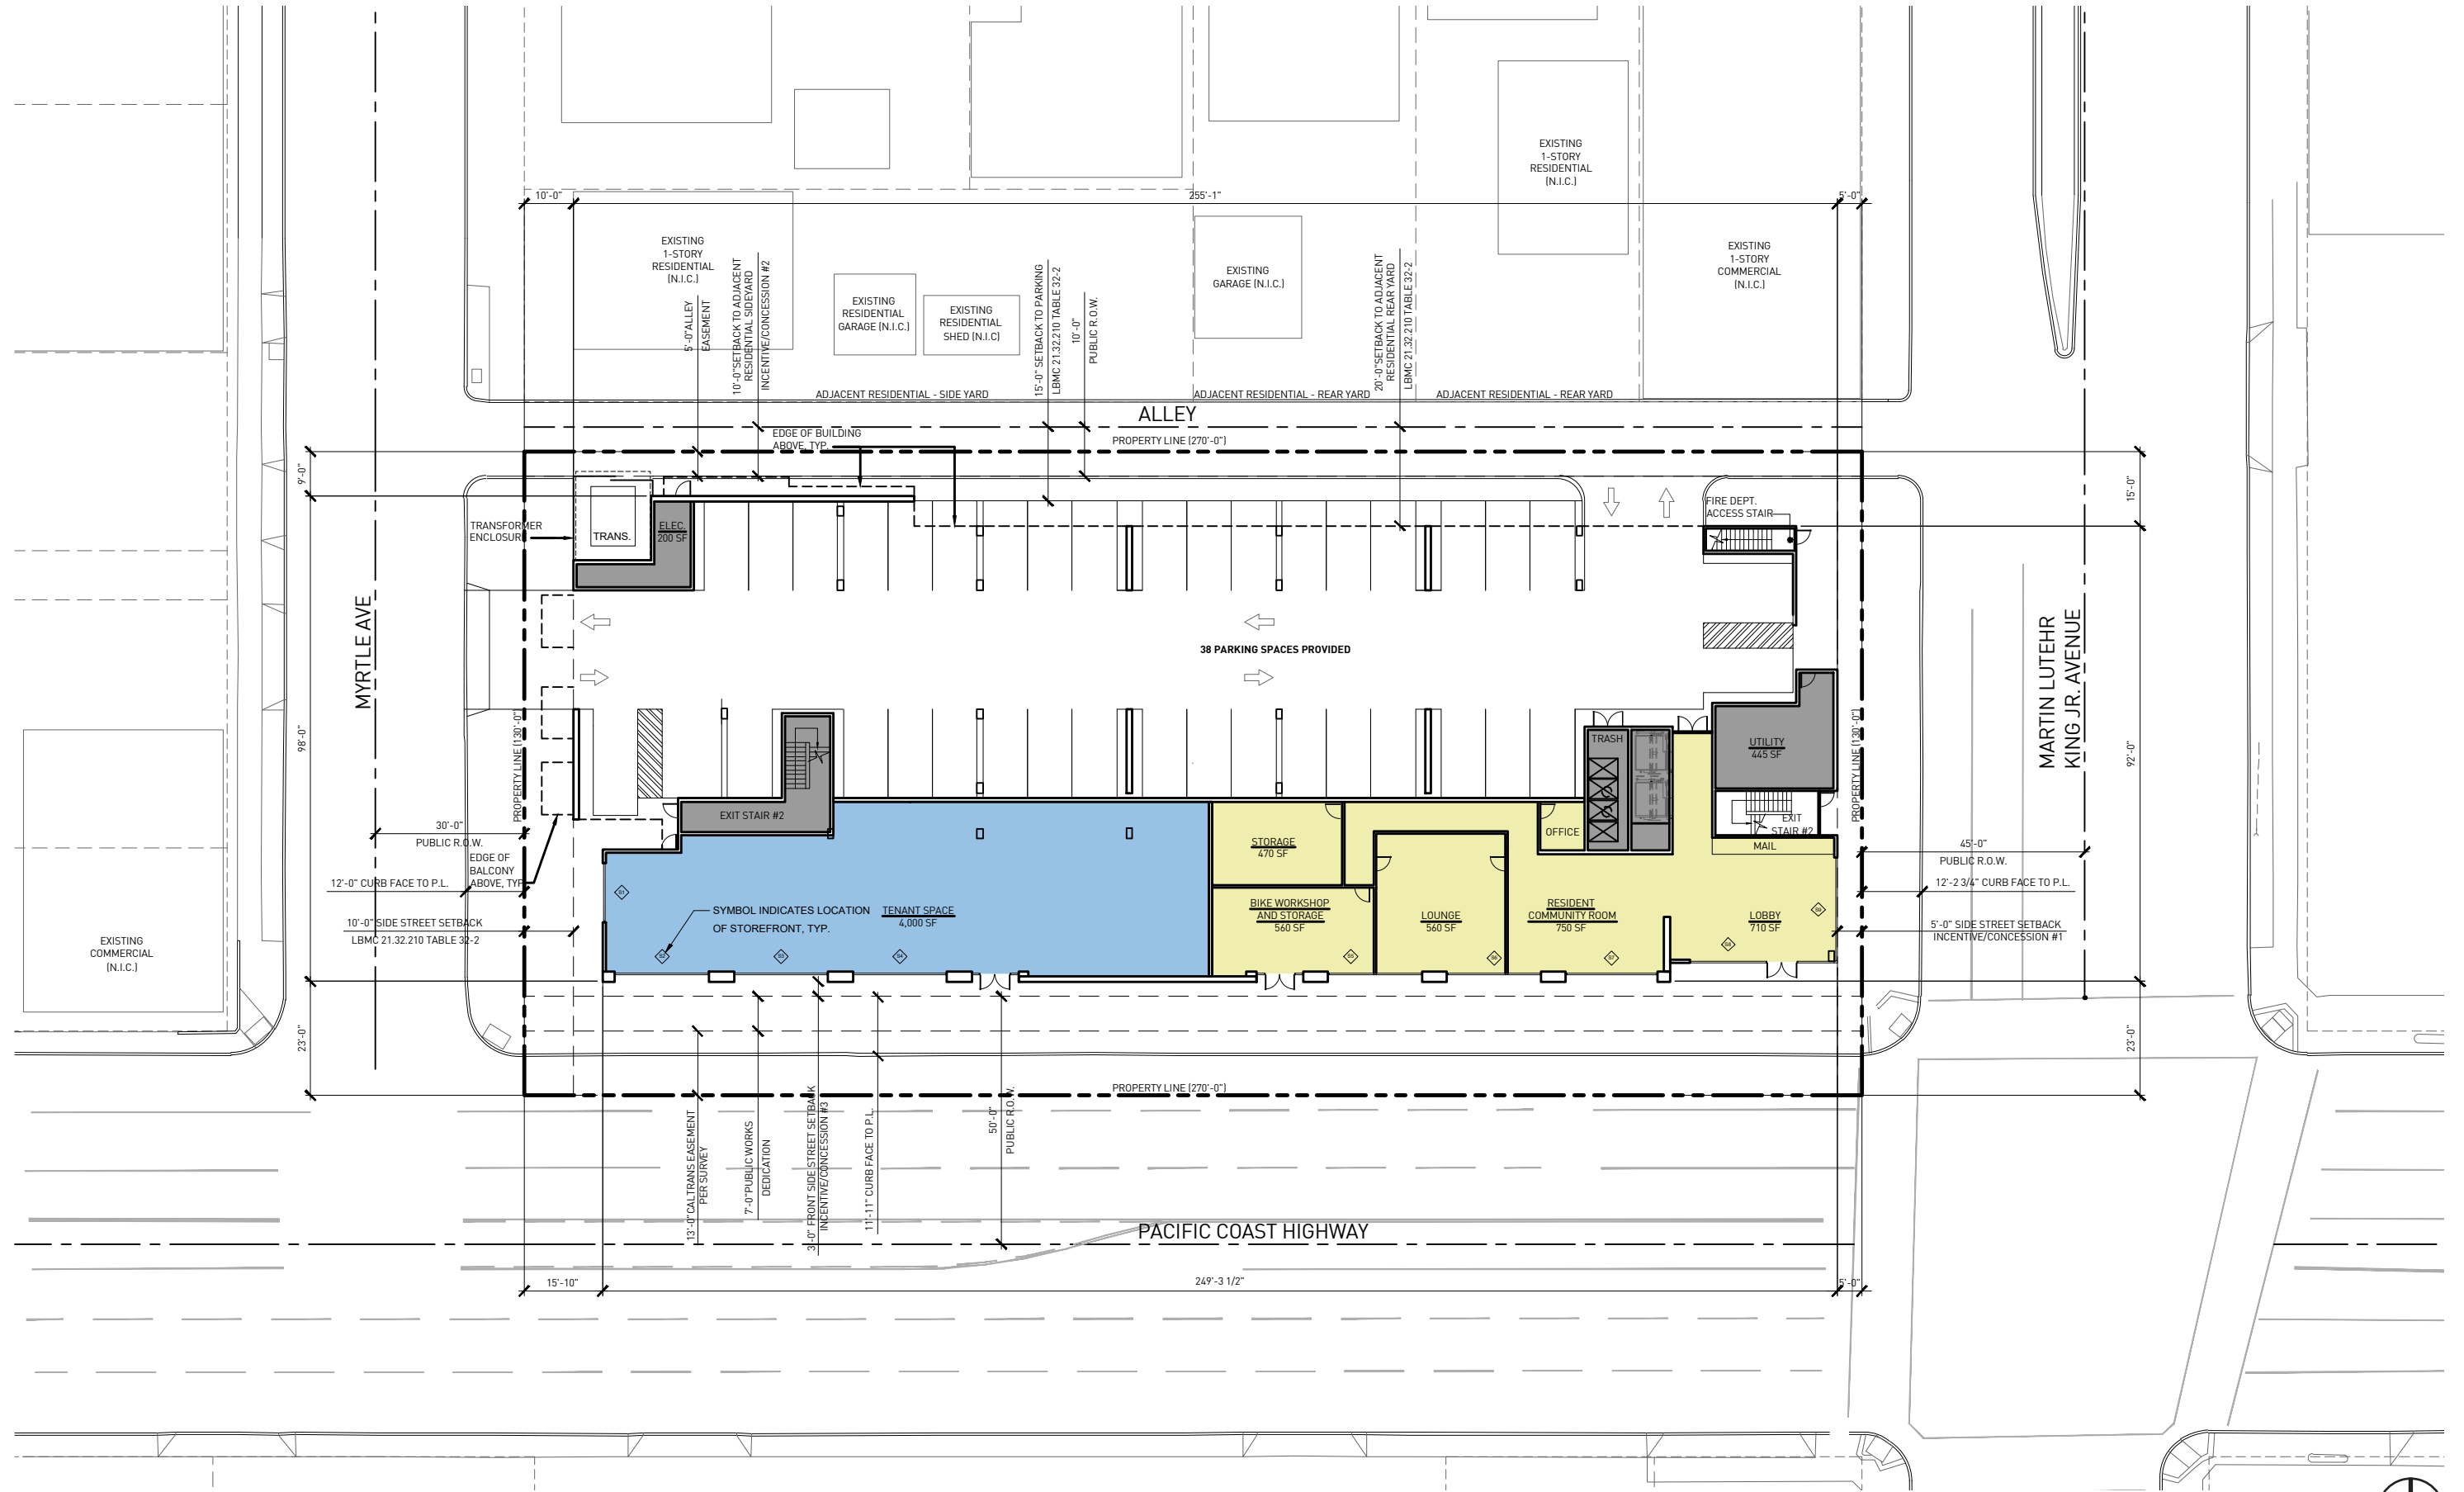 EXISTING
1-STORY
RESIDENTIAL
(N.I.C.)
10'-0"
255'-1"
5'-0"
EXISTING
1-STORY
RESIDENTIAL
(N.I.C.)
5'-0"ALLEY
EASEMENT
10'-0"SETBACK TO ADJACENT
RESIDENTIAL SIDEYARD
INCENTIVE/CONCESSION #2
EXISTING
RESIDENTIAL
GARAGE (N.I.C.)
EXISTING
RESIDENTIAL
SHED (N.I.C)
15'-0" SETBACK TO PARKING
LBMC 21.32.210 TABLE 32-2
10'-0"
PUBLIC R.O.W.
EXISTING
GARAGE (N.I.C.)
20'-0"SETBACK TO ADJACENT
RESIDENTIAL REAR YARD
LBMC 21.32.210 TABLE 32-2
EXISTING
1-STORY
COMMERCIAL
(N.I.C.)
ADJACENT RESIDENTIAL - SIDE YARD
ADJACENT RESIDENTIAL - REAR YARD
ADJACENT RESIDENTIAL - REAR YARD
ALLEY
EDGE OF BUILDING
ABOVE, TYP.
PROPERTY LINE (270'-0")
9'-0"
15'-0"
TRANSFORMER
ENCLOSURE
TRANS.
ELEC.
200 SF
FIRE DEPT.
ACCESS STAIR
MYRTLE AVE
38 PARKING SPACES PROVIDED
MARTIN LUTEHR
KING JR. AVENUE
98'-0"
92'-0"
PROPERTY LINE (130'-0")
PROPERTY LINE (130'-0")
TRASH
UTILITY
445 SF
EXIT STAIR #2
EXIT
STAIR #2
30'-0"
PUBLIC R.O.W.
STORAGE
470 SF
OFFICE
MAIL
45'-0"
PUBLIC R.O.W.
EDGE OF
BALCONY
ABOVE, TYP.
12'-0" CURB FACE TO P.L.
12'-2 3/4" CURB FACE TO P.L.
10'-0" SIDE STREET SETBACK
LBMC 21.32.210 TABLE 32-2
S1
SYMBOL INDICATES LOCATION
OF STOREFRONT, TYP.
TENANT SPACE
4,000 SF
BIKE WORKSHOP
AND STORAGE
560 SF
LOUNGE
560 SF
RESIDENT
COMMUNITY ROOM
750 SF
LOBBY
710 SF
S9
5'-0" SIDE STREET SETBACK
INCENTIVE/CONCESSION #1
EXISTING
COMMERCIAL
(N.I.C.)
S2
S3
S4
S5
S6
S7
S8
23'-0"
23'-0"
PROPERTY LINE (270'-0")
13'-0"CALTRANS EASEMENT
PER SURVEY
7'-0"PUBLIC WORKS
DEDICATION
3'-0" FRONT SIDE STREET SETBACK
INCENTIVE/CONCESSION #3
11'-11" CURB FACE TO P.L.
50'-0"
PUBLIC R.O.W.
PACIFIC COAST HIGHWAY
15'-10"
249'-3 1/2"
5'-0"